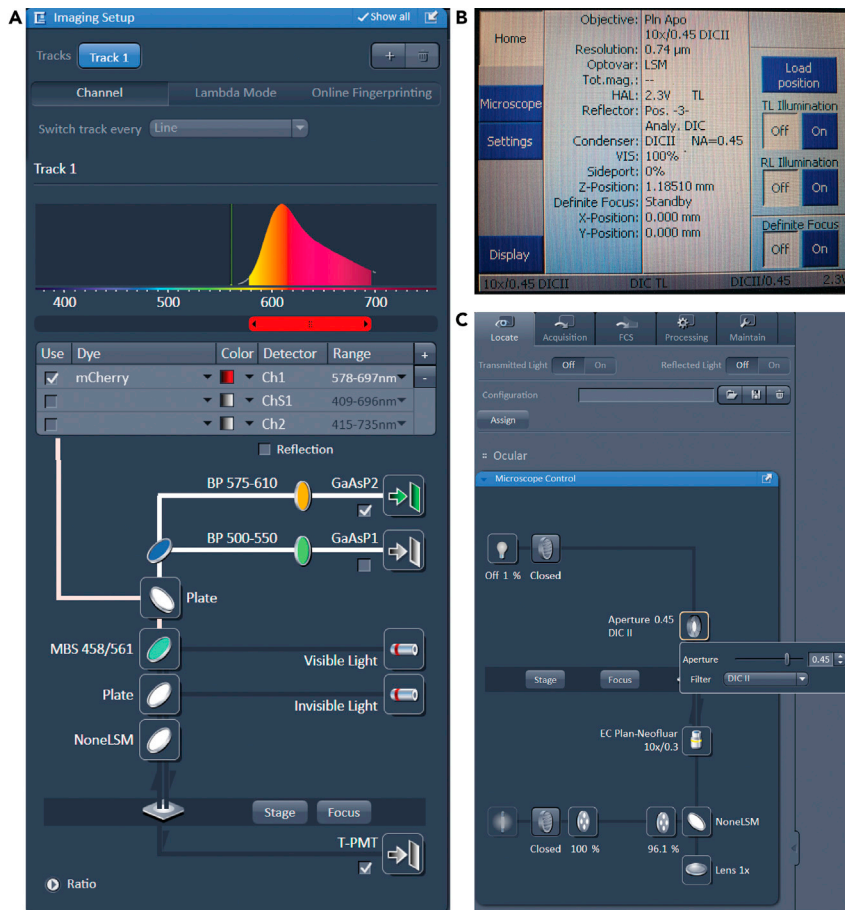 A
Imaging Setup
Show all
Tracks Track 1 +
Channel Lambda Mode Online Fingerprinting
Switch track every Line
Track 1
400 500 600 700
Use Dye Color Detector Range +
mCherry Ch1 578-697nm -
ChS1 409-696nm
Ch2 415-735nm
Reflection
BP 575-610 GaAsP2
BP 500-550 GaAsP1
Plate
MBS 458/561
Visible Light
Plate
Invisible Light
NoneLSM
Stage Focus
T-PMT
Ratio
B
Home
Microscope
Settings
Display
Objective: Pln Apo
10x/0.45 DICII
Resolution: 0.74 µm
Optovar: LSM
Tot.mag.: --
HAL: 2.3V TL
Reflector: Pos. -3-
Analy. DIC
Condenser: DICII NA=0.45
VIS: 100%
Sideport: 0%
Z-Position: 1.18510 mm
Definite Focus: Standby
X-Position: 0.000 mm
Y-Position: 0.000 mm
Load
position
TL Illumination
Off On
RL Illumination
Off On
Definite Focus
Off On
10x/0.45 DICII DIC TL DICII/0.45 2.3V
C
Locate Acquisition FCS Processing Maintain
Transmitted Light Off On Reflected Light Off On
Configuration
Assign
Ocular
Microscope Control
Off 1 % Closed
Aperture 0.45
DIC II
Aperture 0.45
Filter DIC II
Stage Focus
EC Plan-Neofluar
10x/0.3
NoneLSM
Closed 100 % 96.1 %
Lens 1x